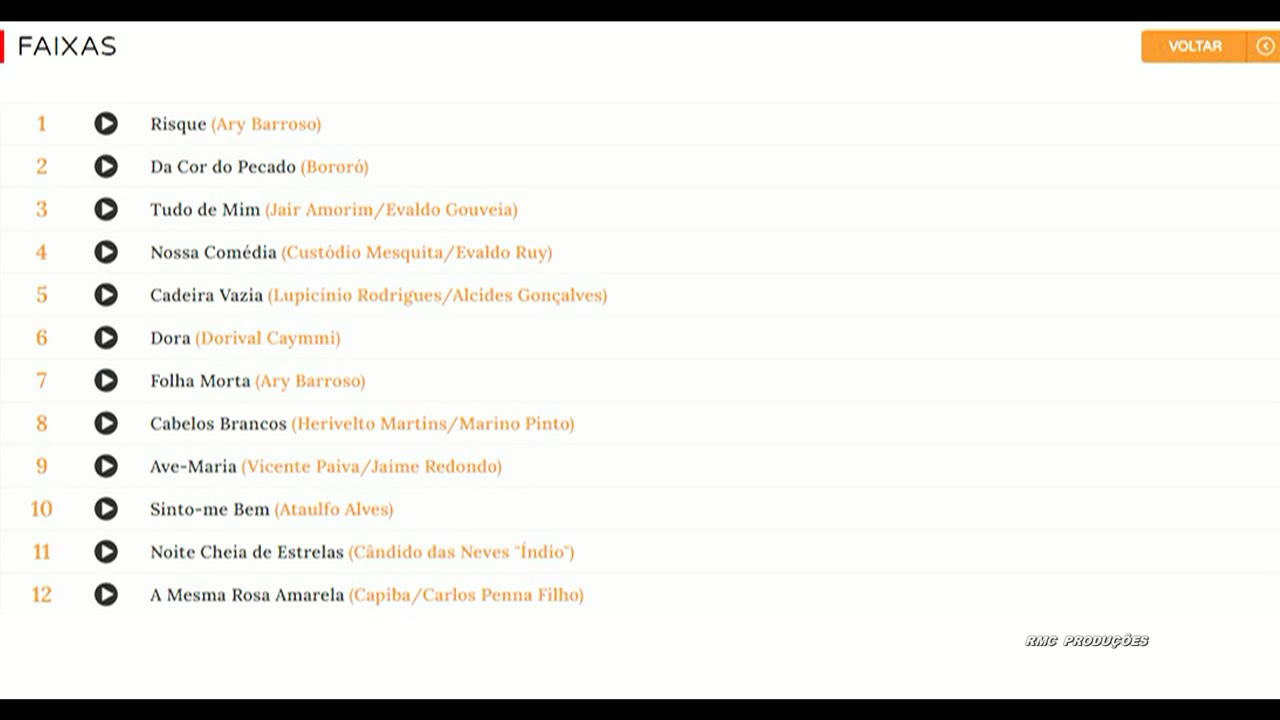 FAIXAS
VOLTAR
1 Risque (Ary Barroso)
2 Da Cor do Pecado (Bororó)
3 Tudo de Mim (Jair Amorim/Evaldo Gouveia)
4 Nossa Comédia (Custódio Mesquita/Evaldo Ruy)
5 Cadeira Vazia (Lupicínio Rodrigues/Alcides Gonçalves)
6 Dora (Dorival Caymmi)
7 Folha Morta (Ary Barroso)
8 Cabelos Brancos (Herivelto Martins/Marino Pinto)
9 Ave-Maria (Vicente Paiva/Jaime Redondo)
10 Sinto-me Bem (Ataulfo Alves)
11 Noite Cheia de Estrelas (Cândido das Neves "Índio")
12 A Mesma Rosa Amarela (Capiba/Carlos Penna Filho)
RMC PRODUÇÕES